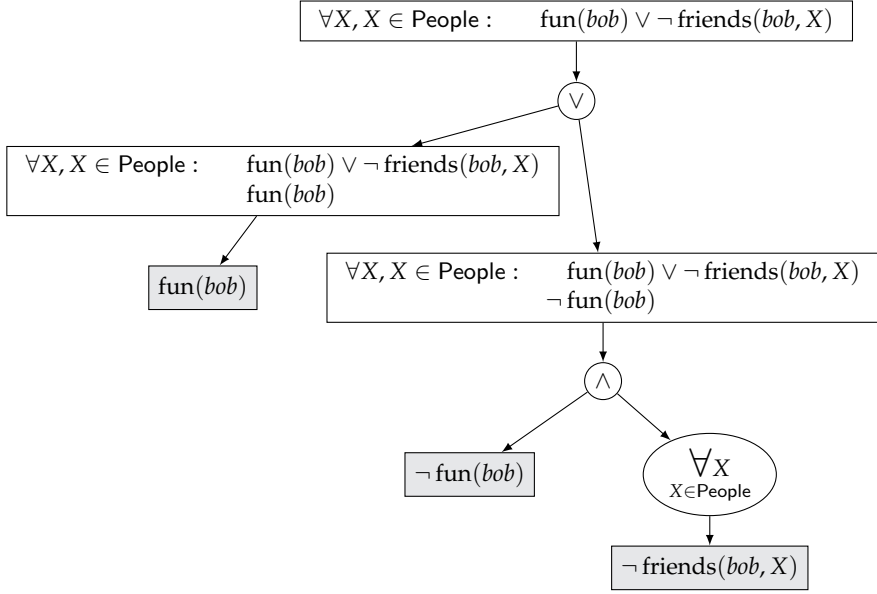 ∀X, X ∈ People : fun(bob) ∨ ¬ friends(bob, X)
∨
∀X, X ∈ People : fun(bob) ∨ ¬ friends(bob, X)
fun(bob)
fun(bob)
∀X, X ∈ People : fun(bob) ∨ ¬ friends(bob, X)
¬ fun(bob)
∧
¬ fun(bob)
∀X
X∈People
¬ friends(bob, X)